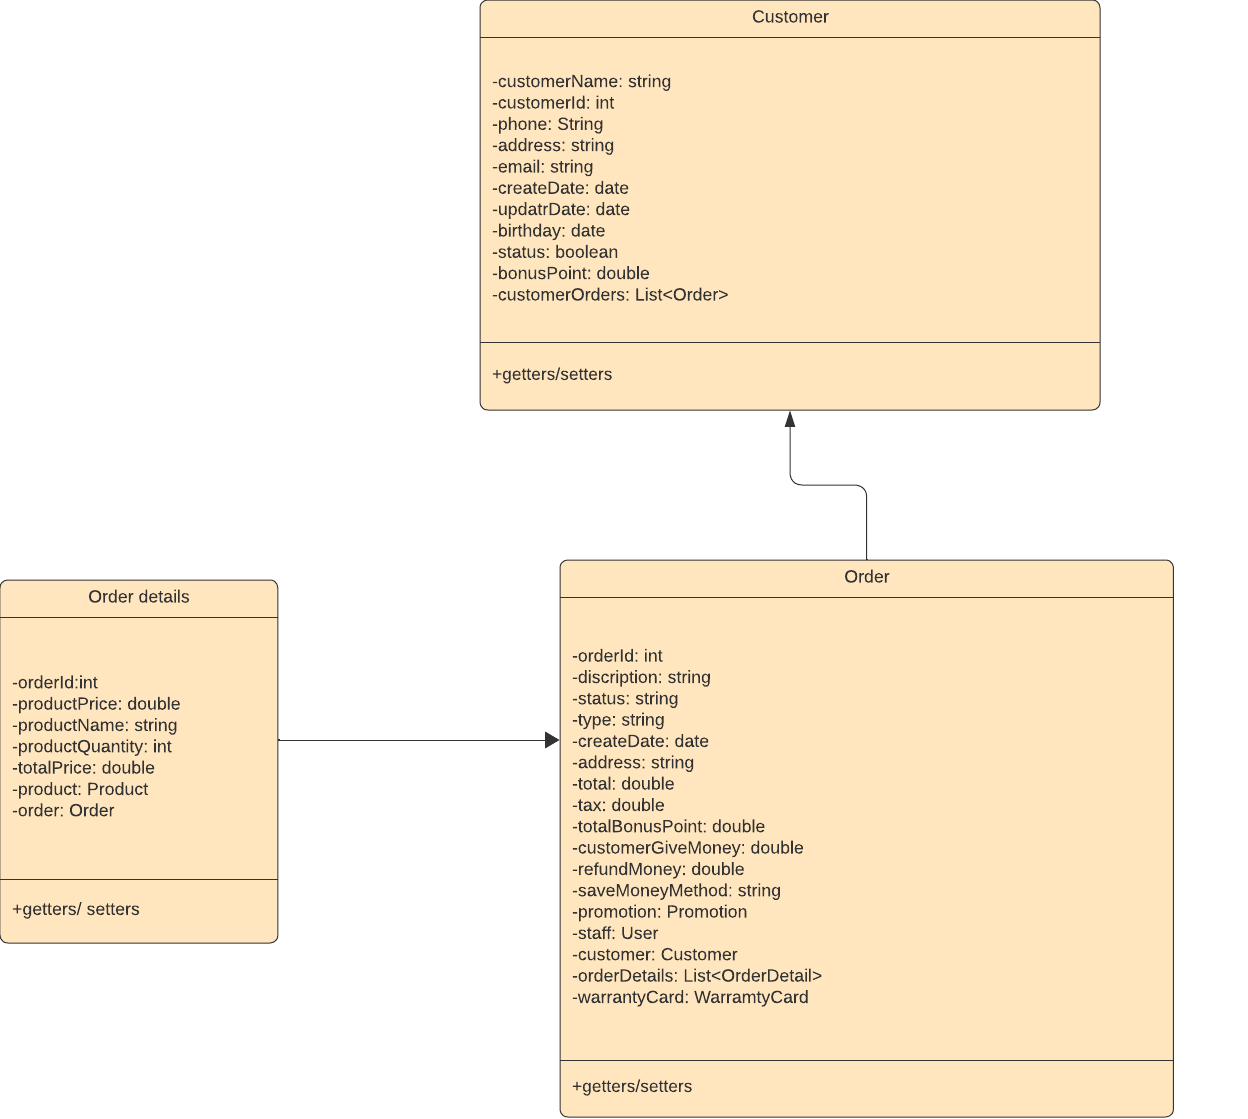 Customer
-customerName: string
-customerId: int
-phone: String
-address: string
-email: string
-createDate: date
-updatrDate: date
-birthday: date
-status: boolean
-bonusPoint: double
-customerOrders: List<Order>
+getters/setters
Order details
-orderId:int
-productPrice: double
-productName: string
-productQuantity: int
-totalPrice: double
-product: Product
-order: Order
+getters/ setters
Order
-orderId: int
-discription: string
-status: string
-type: string
-createDate: date
-address: string
-total: double
-tax: double
-totalBonusPoint: double
-customerGiveMoney: double
-refundMoney: double
-saveMoneyMethod: string
-promotion: Promotion
-staff: User
-customer: Customer
-orderDetails: List<OrderDetail>
-warrantyCard: WarramtyCard
+getters/setters